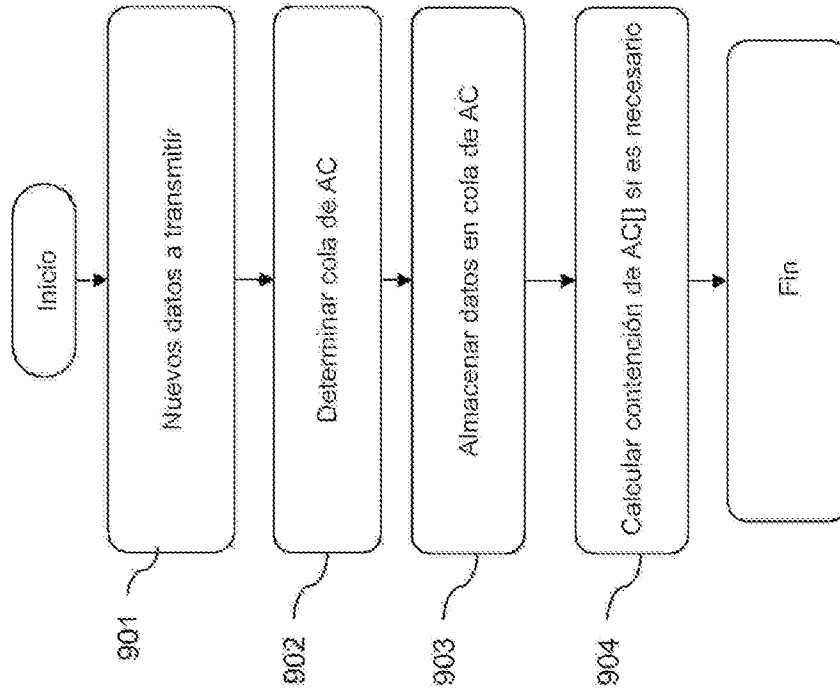 Inicio
901
Nuevos datos a transmitir
902
Determinar cola de AC
903
Almacenar datos en cola de AC
904
Calcular contención de AC[] si es necesario
Fin